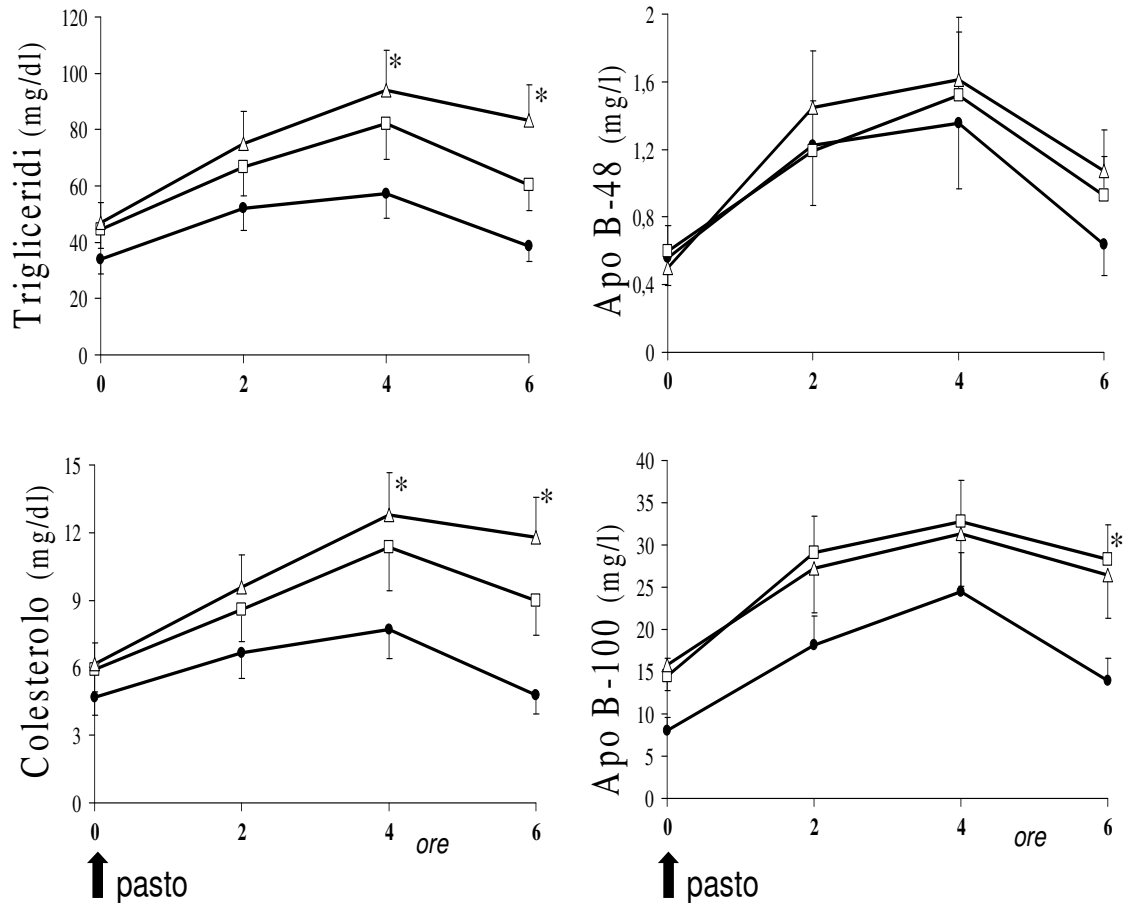 Trigliceridi (mg/dl)
120
100
80
60
40
20
0
*
*
0 2 4 6
Apo B-48 (mg/l)
2
1,6
1,2
0,8
0,4
0
0 2 4 6
Colesterolo (mg/dl)
15
12
9
6
3
0
*
*
0 2 4 6
ore
pasto
Apo B-100 (mg/l)
40
35
30
25
20
15
10
5
0
*
0 2 4 6
ore
pasto